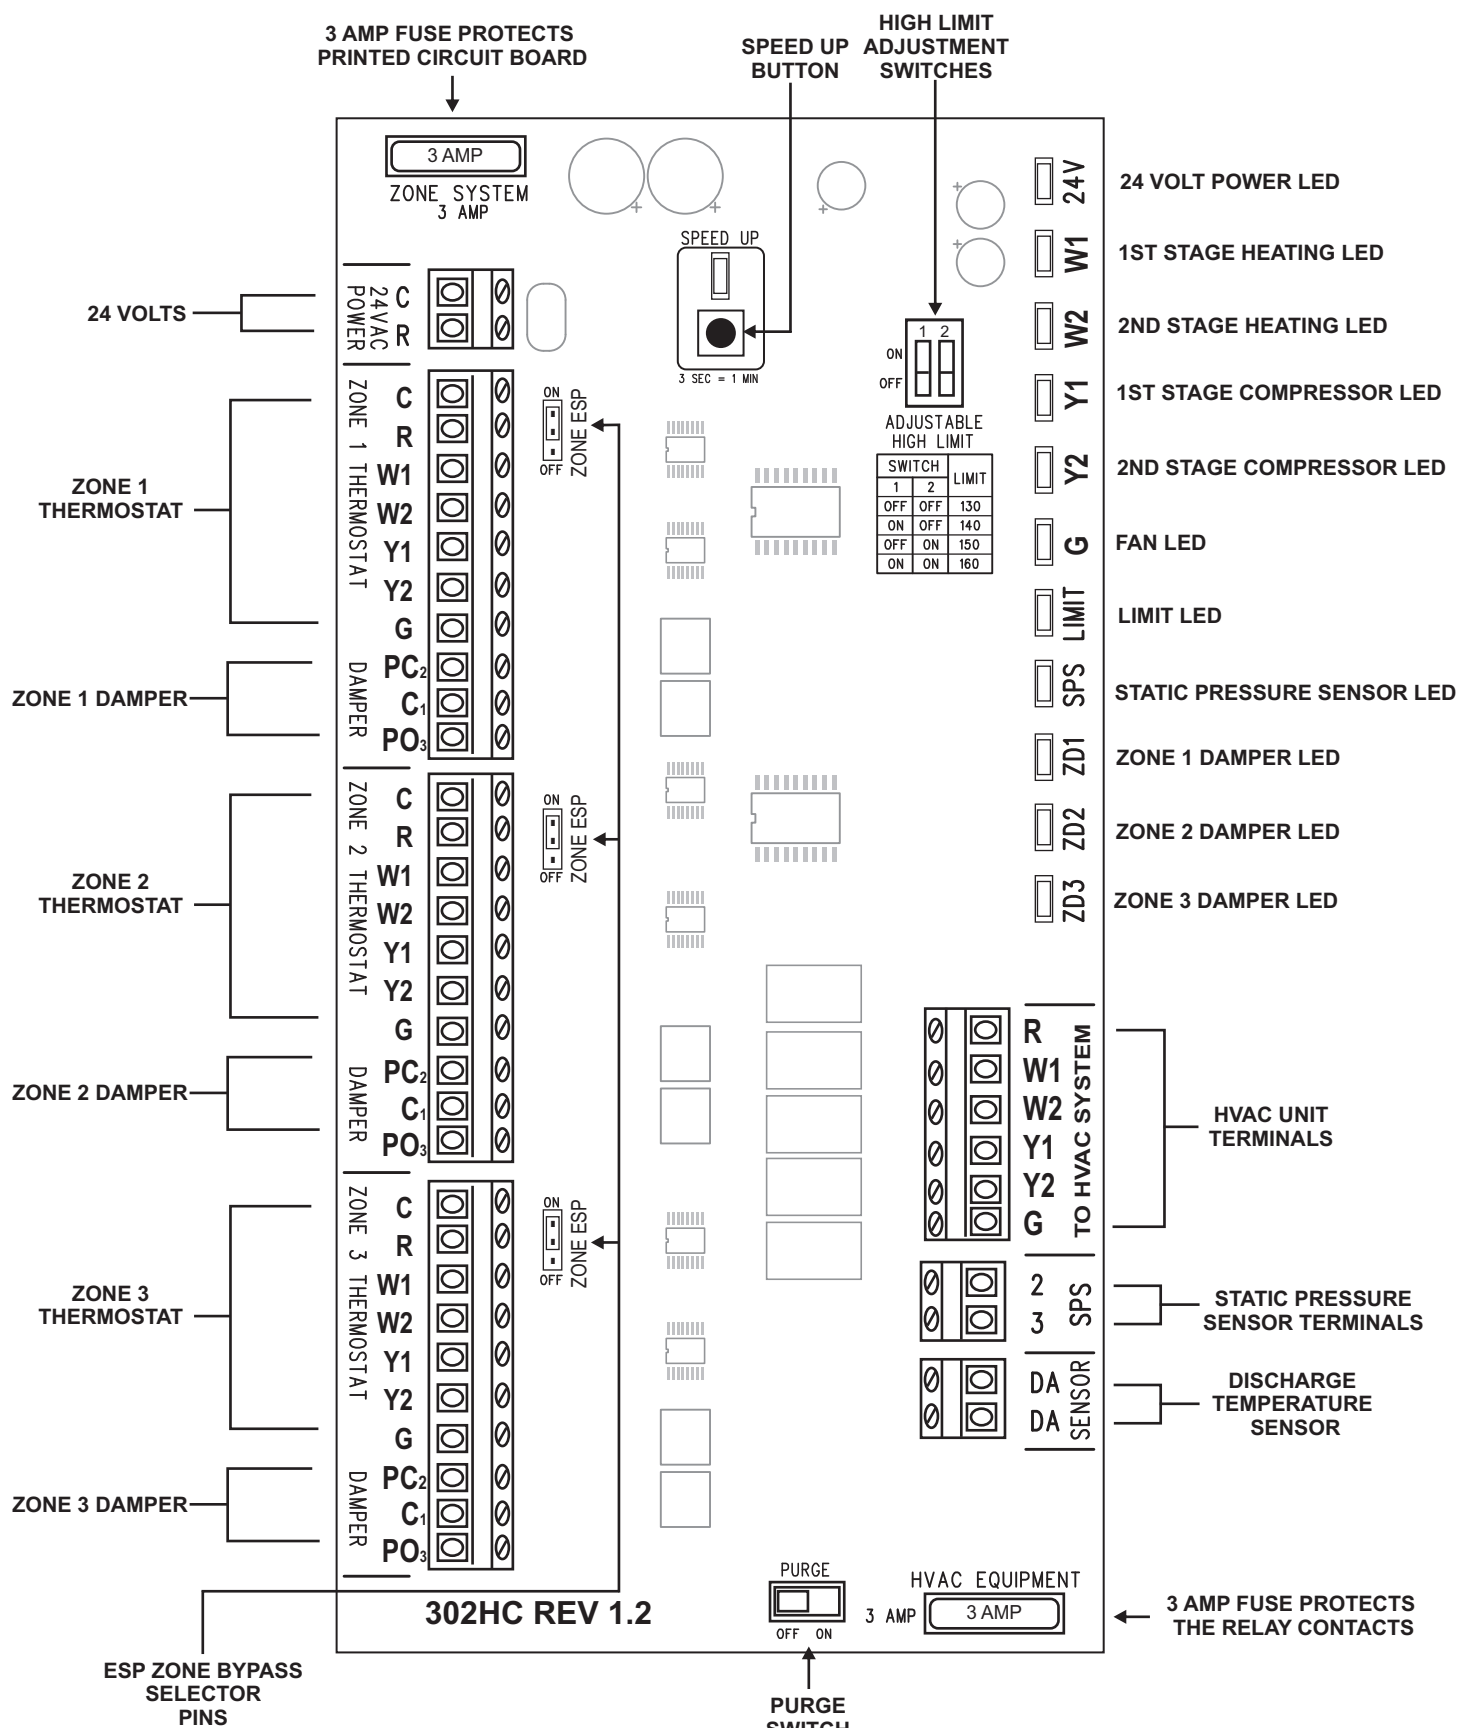 3 AMP FUSE PROTECTS
PRINTED CIRCUIT BOARD
SPEED UP
BUTTON
HIGH LIMIT
ADJUSTMENT
SWITCHES
3 AMP
ZONE SYSTEM
3 AMP
24 VOLTS
24VAC
POWER
C
R
SPEED UP
3 SEC = 1 MIN
1 2
ON
OFF
ADJUSTABLE
HIGH LIMIT
SWITCH LIMIT
1 2
OFF OFF 130
ON OFF 140
OFF ON 150
ON ON 160
24V
24 VOLT POWER LED
W1
1ST STAGE HEATING LED
W2
2ND STAGE HEATING LED
Y1
1ST STAGE COMPRESSOR LED
Y2
2ND STAGE COMPRESSOR LED
G
FAN LED
LIMIT
LIMIT LED
SPS
STATIC PRESSURE SENSOR LED
ZD1
ZONE 1 DAMPER LED
ZD2
ZONE 2 DAMPER LED
ZD3
ZONE 3 DAMPER LED
ZONE 1
THERMOSTAT
ZONE 1 THERMOSTAT
C
R
W1
W2
Y1
Y2
G
ON
OFF
ZONE ESP
ZONE 1 DAMPER
DAMPER
PC2
C1
PO3
ZONE 2
THERMOSTAT
ZONE 2 THERMOSTAT
C
R
W1
W2
Y1
Y2
G
ON
OFF
ZONE ESP
ZONE 2 DAMPER
DAMPER
PC2
C1
PO3
ZONE 3
THERMOSTAT
ZONE 3 THERMOSTAT
C
R
W1
W2
Y1
Y2
G
ON
OFF
ZONE ESP
ZONE 3 DAMPER
DAMPER
PC2
C1
PO3
R
W1
W2
Y1
Y2
G
TO HVAC SYSTEM
HVAC UNIT
TERMINALS
2
3
SPS
STATIC PRESSURE
SENSOR TERMINALS
DA
DA
SENSOR
DISCHARGE
TEMPERATURE
SENSOR
302HC REV 1.2
PURGE
OFF ON
HVAC EQUIPMENT
3 AMP
3 AMP
3 AMP FUSE PROTECTS
THE RELAY CONTACTS
ESP ZONE BYPASS
SELECTOR
PINS
PURGE
SWITCH